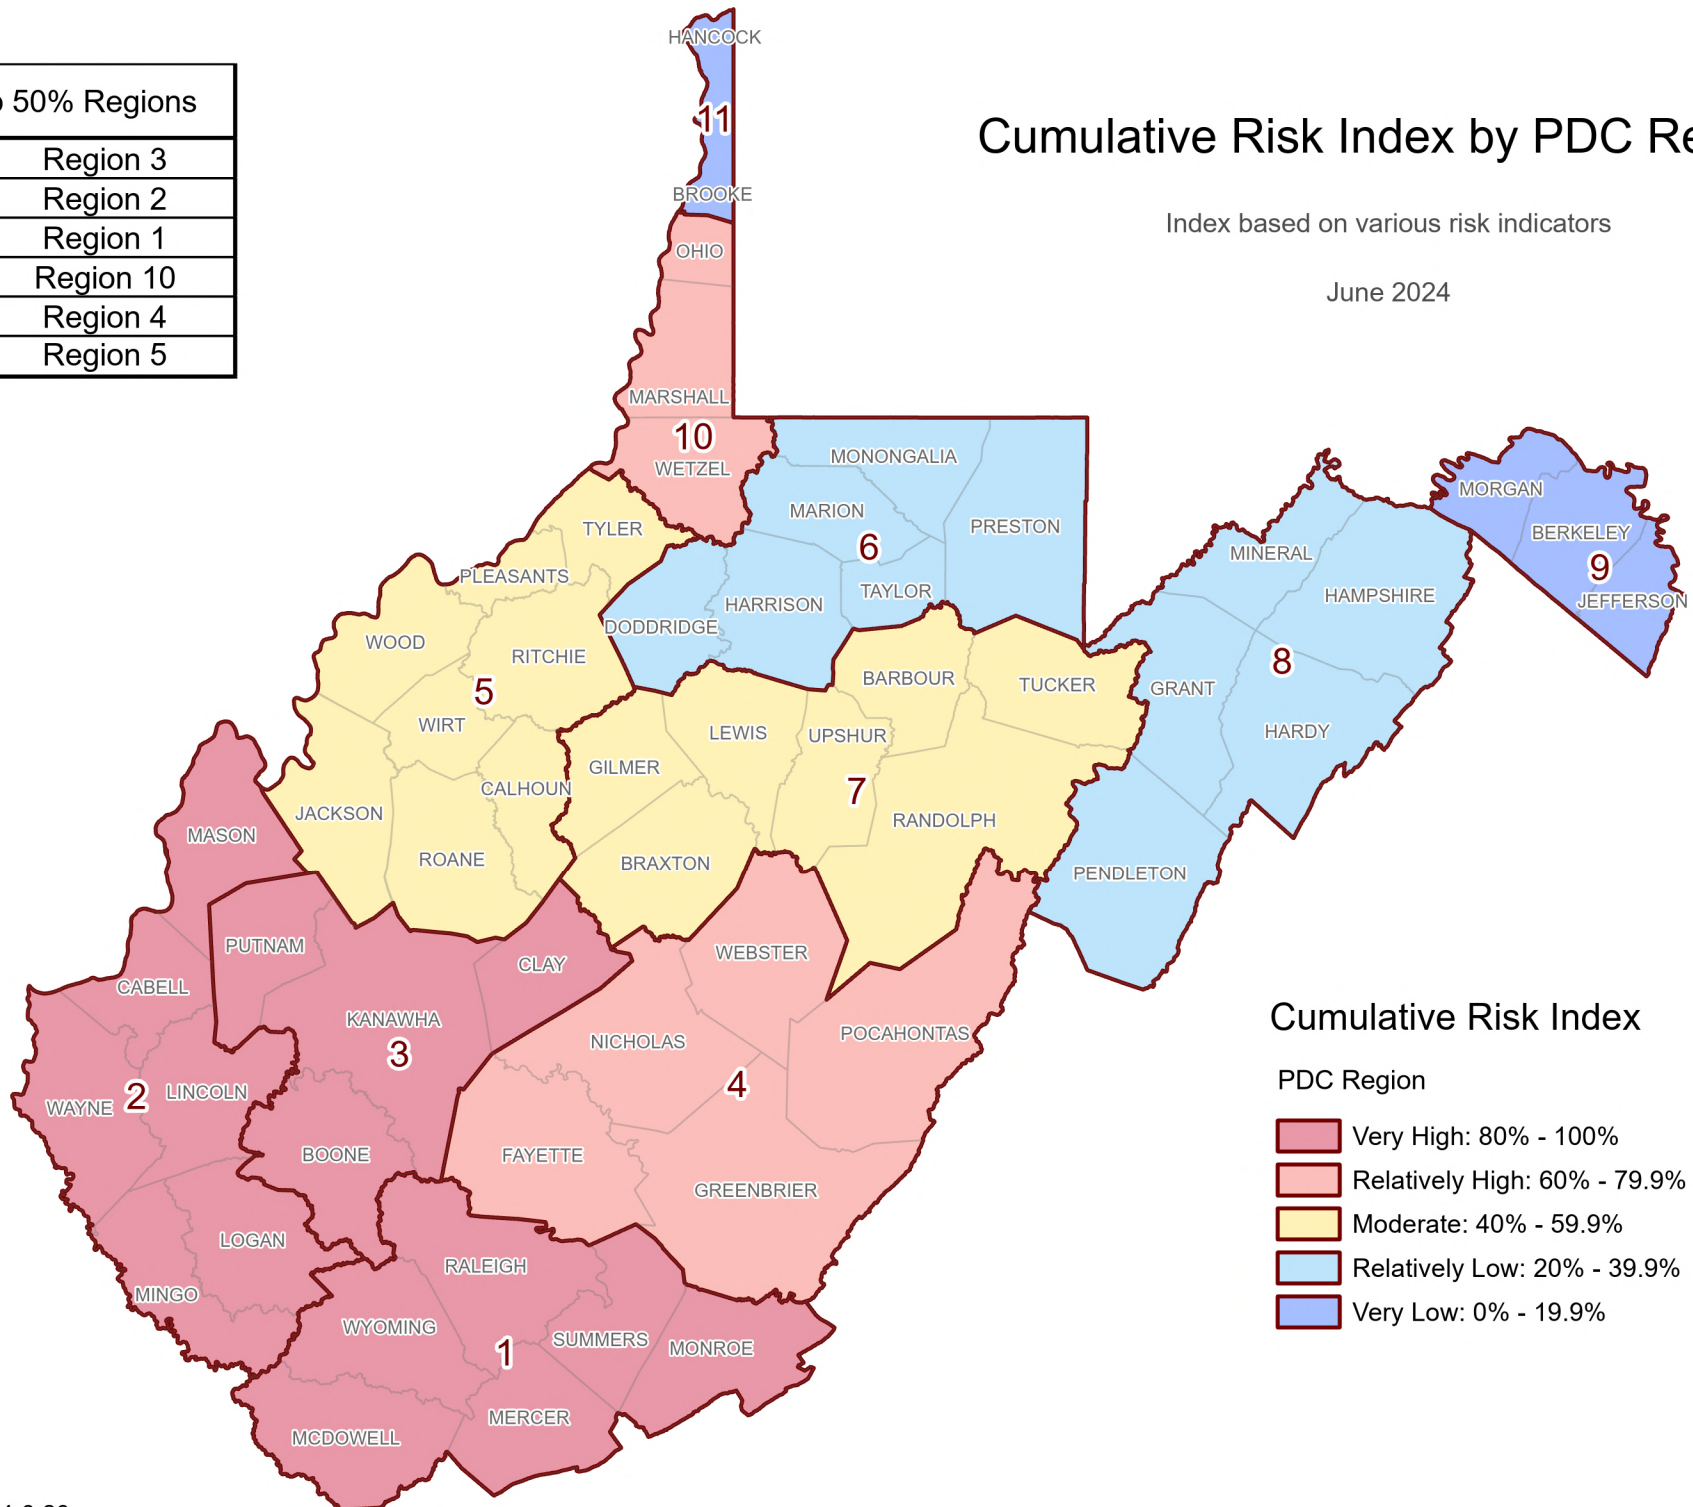 50% Regions
Region 3
Region 2
Region 1
Region 10
Region 4
Region 5
Cumulative Risk Index by PDC Re
Index based on various risk indicators
June 2024
HANCOCK
11
BROOKE
OHIO
MARSHALL
10
WETZEL
MONONGALIA
MARION
PRESTON
6
TAYLOR
HARRISON
DODDRIDGE
TYLER
PLEASANTS
WOOD
RITCHIE
5
WIRT
CALHOUN
JACKSON
ROANE
MORGAN
BERKELEY
9
JEFFERSON
MINERAL
HAMPSHIRE
8
GRANT
HARDY
PENDLETON
BARBOUR
TUCKER
LEWIS
UPSHUR
GILMER
7
RANDOLPH
BRAXTON
MASON
PUTNAM
CLAY
CABELL
KANAWHA
3
WAYNE
2
LINCOLN
BOONE
LOGAN
MINGO
WEBSTER
NICHOLAS
POCAHONTAS
4
FAYETTE
GREENBRIER
RALEIGH
WYOMING
SUMMERS
1
MONROE
MERCER
MCDOWELL
Cumulative Risk Index
PDC Region
Very High: 80% - 100%
Relatively High: 60% - 79.9%
Moderate: 40% - 59.9%
Relatively Low: 20% - 39.9%
Very Low: 0% - 19.9%